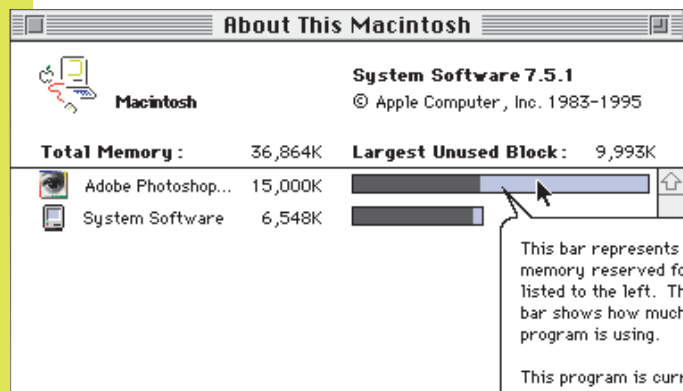 About This Macintosh
System Software 7.5.1
Macintosh © Apple Computer, Inc. 1983-1995
Total Memory : 36,864K Largest Unused Block : 9,993K
Adobe Photoshop... 15,000K
System Software 6,548K
This bar represents
memory reserved fo
listed to the left. Th
bar shows how much
program is using.
This program is curr